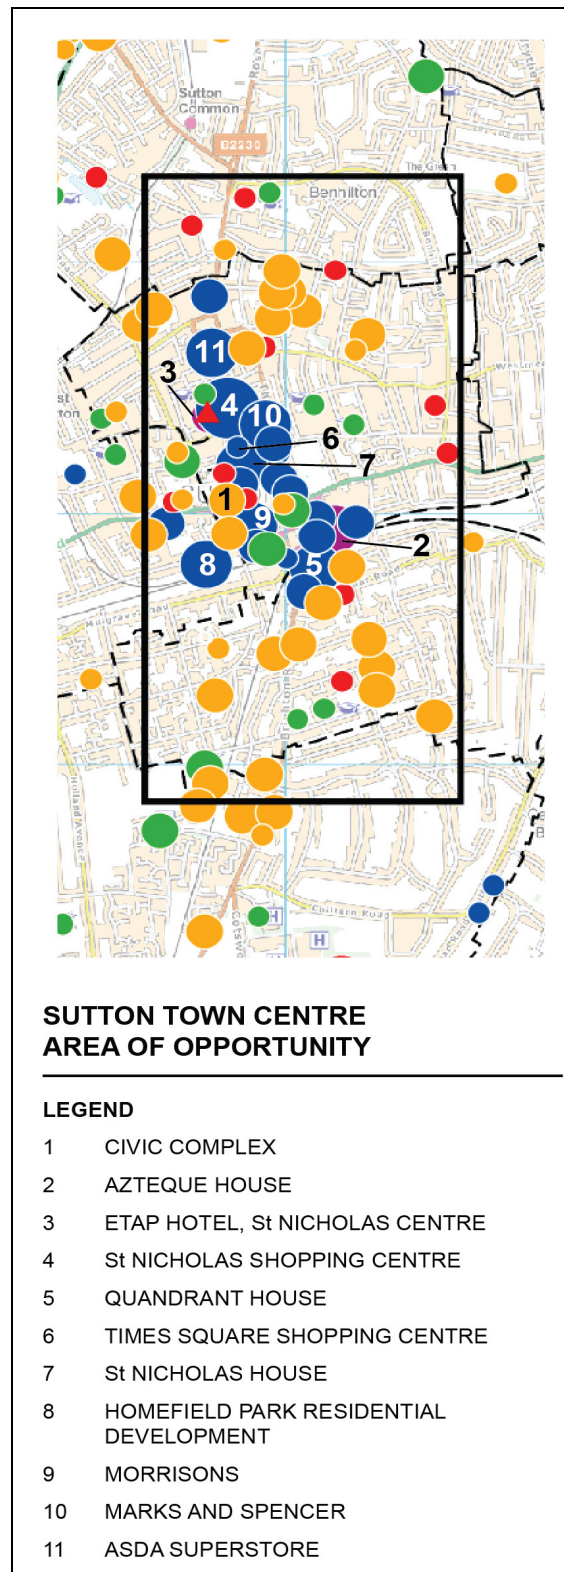 Sutton
Common
B2230
Rose
The Green
Benhilton
11
3
4
10
6
7
1
9
2
8
5
Holland Avenue
Chiltern Road
H
H
SUTTON TOWN CENTRE
AREA OF OPPORTUNITY
LEGEND
1 CIVIC COMPLEX
2 AZTEQUE HOUSE
3 ETAP HOTEL, St NICHOLAS CENTRE
4 St NICHOLAS SHOPPING CENTRE
5 QUANDRANT HOUSE
6 TIMES SQUARE SHOPPING CENTRE
7 St NICHOLAS HOUSE
8 HOMEFIELD PARK RESIDENTIAL
DEVELOPMENT
9 MORRISONS
10 MARKS AND SPENCER
11 ASDA SUPERSTORE